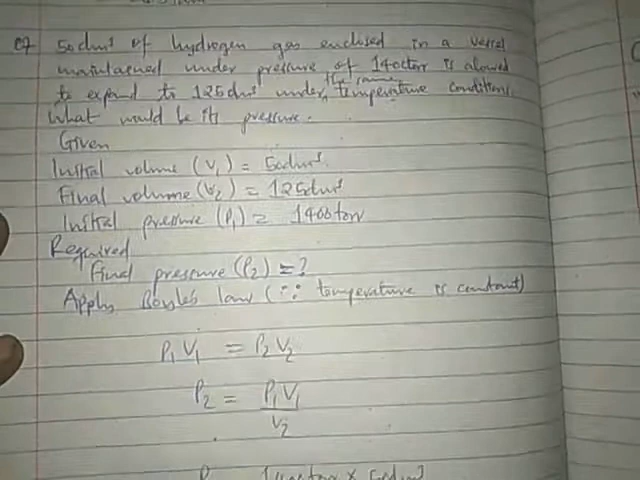 Q7 50dm³ of hydrogen gas enclosed in a vessel
maintained under pressure of 1400torr is allowed
to expand to 125dm³ under the same temperature conditions.
What would be its pressure.
Given
Initial volume (V₁) = 50dm³.
Final volume (V₂) = 125dm³
Initial pressure (P₁) = 1400torr
Required
Final pressure (P₂) = ?
Apply Boyle's law (∵ temperature is constant)
P₁V₁ = P₂V₂
P₂ = P₁V₁
V₂